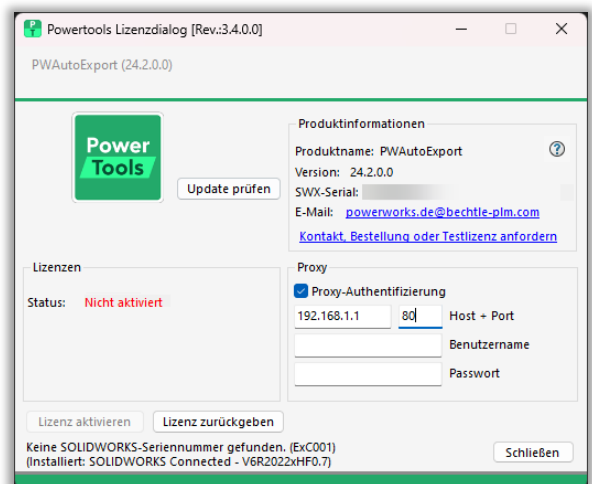 Powertools Lizenzdialog [Rev.:3.4.0.0]
PWAutoExport (24.2.0.0)
Power
Tools
Update prüfen
Produktinformationen
Produktname: PWAutoExport
Version: 24.2.0.0
SWX-Serial:
E-Mail: powerworks.de@bechtle-plm.com
Kontakt, Bestellung oder Testlizenz anfordern
Lizenzen
Status: Nicht aktiviert
Proxy
Proxy-Authentifizierung
192.168.1.1 80 Host + Port
Benutzername
Passwort
Lizenz aktivieren Lizenz zurückgeben
Keine SOLIDWORKS-Seriennummer gefunden. (ExC001)
(Installiert: SOLIDWORKS Connected - V6R2022xHF0.7)
Schließen